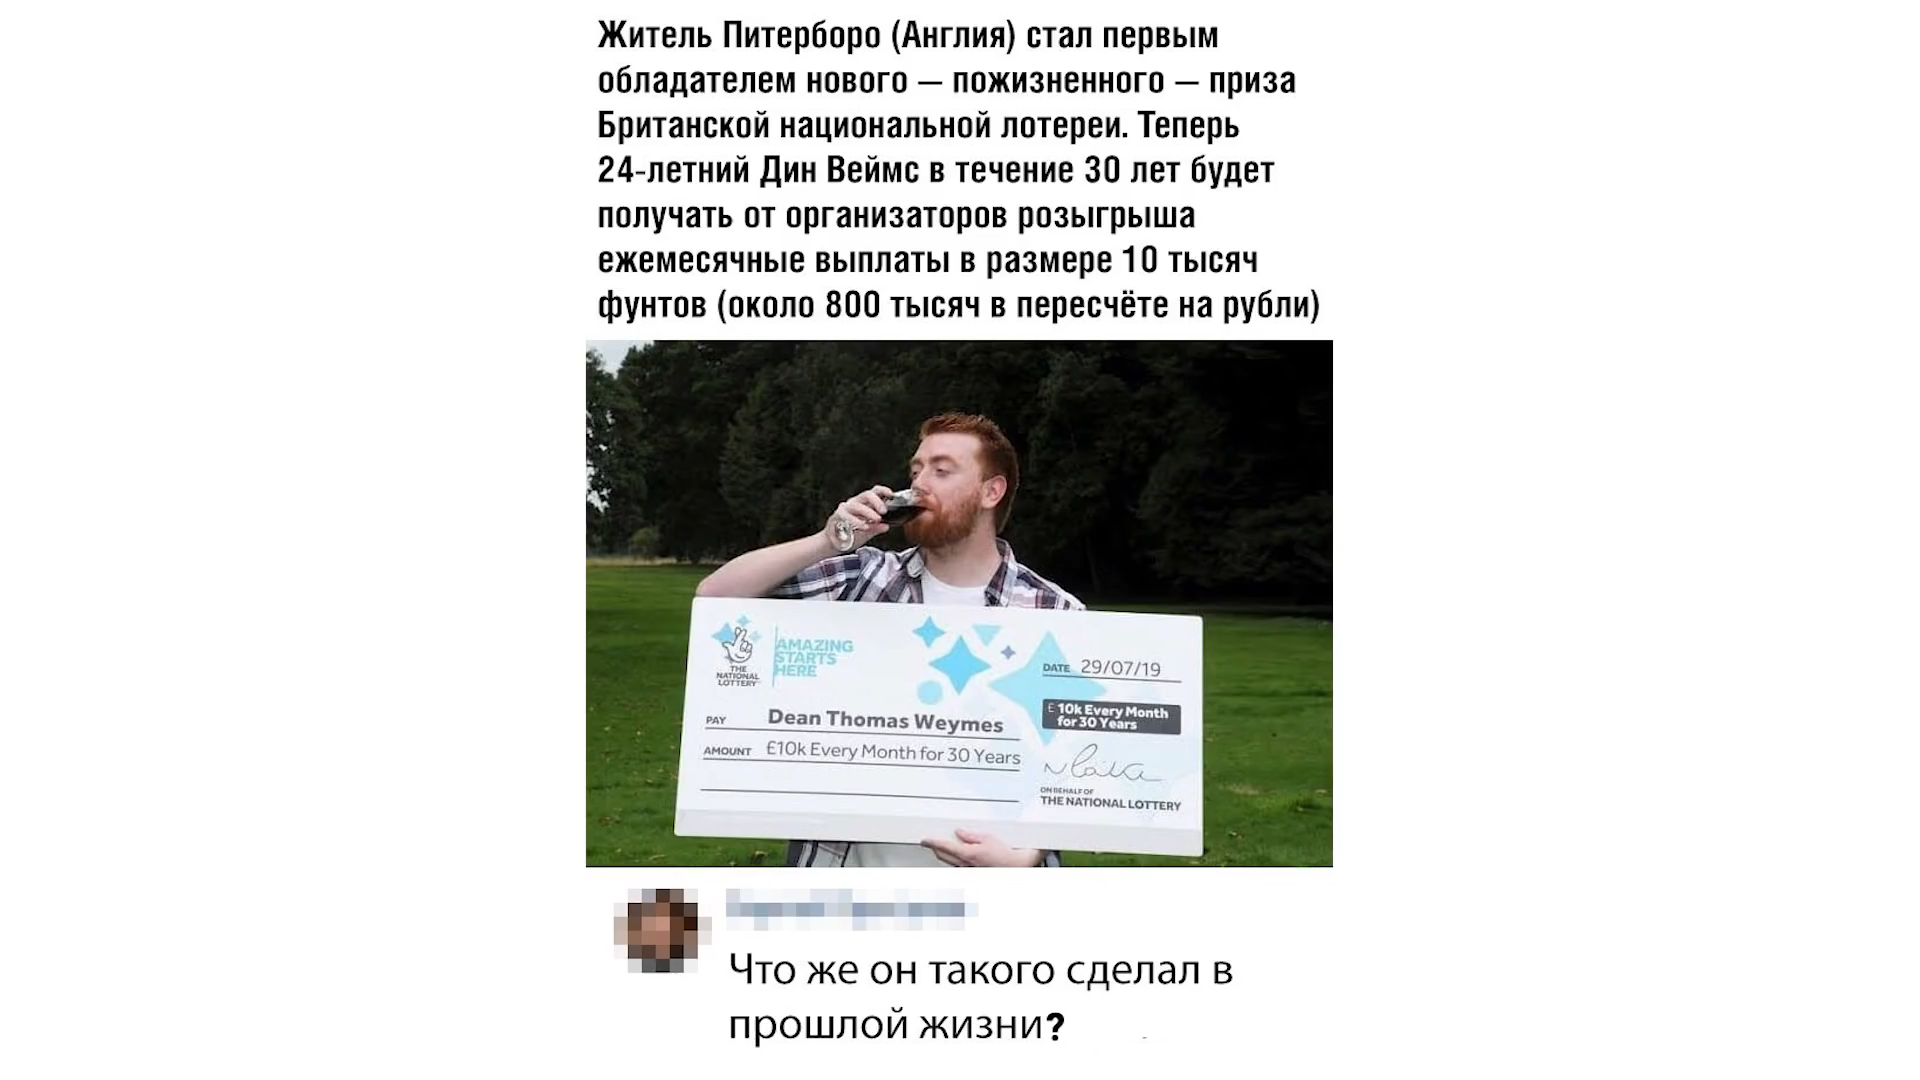 Житель Питерборо (Англия) стал первым
обладателем нового — пожизненного — приза
Британской национальной лотереи. Теперь
24-летний Дин Веймс в течение 30 лет будет
получать от организаторов розыгрыша
ежемесячные выплаты в размере 10 тысяч
фунтов (около 800 тысяч в пересчёте на рубли)
THE
NATIONAL
LOTTERY
AMAZING
STARTS
HERE
DATE 29/07/19
£ 10k Every Month
for 30 Years
PAY Dean Thomas Weymes
AMOUNT £10k Every Month for 30 Years
ON BEHALF OF
THE NATIONAL LOTTERY
Что же он такого сделал в
прошлой жизни?